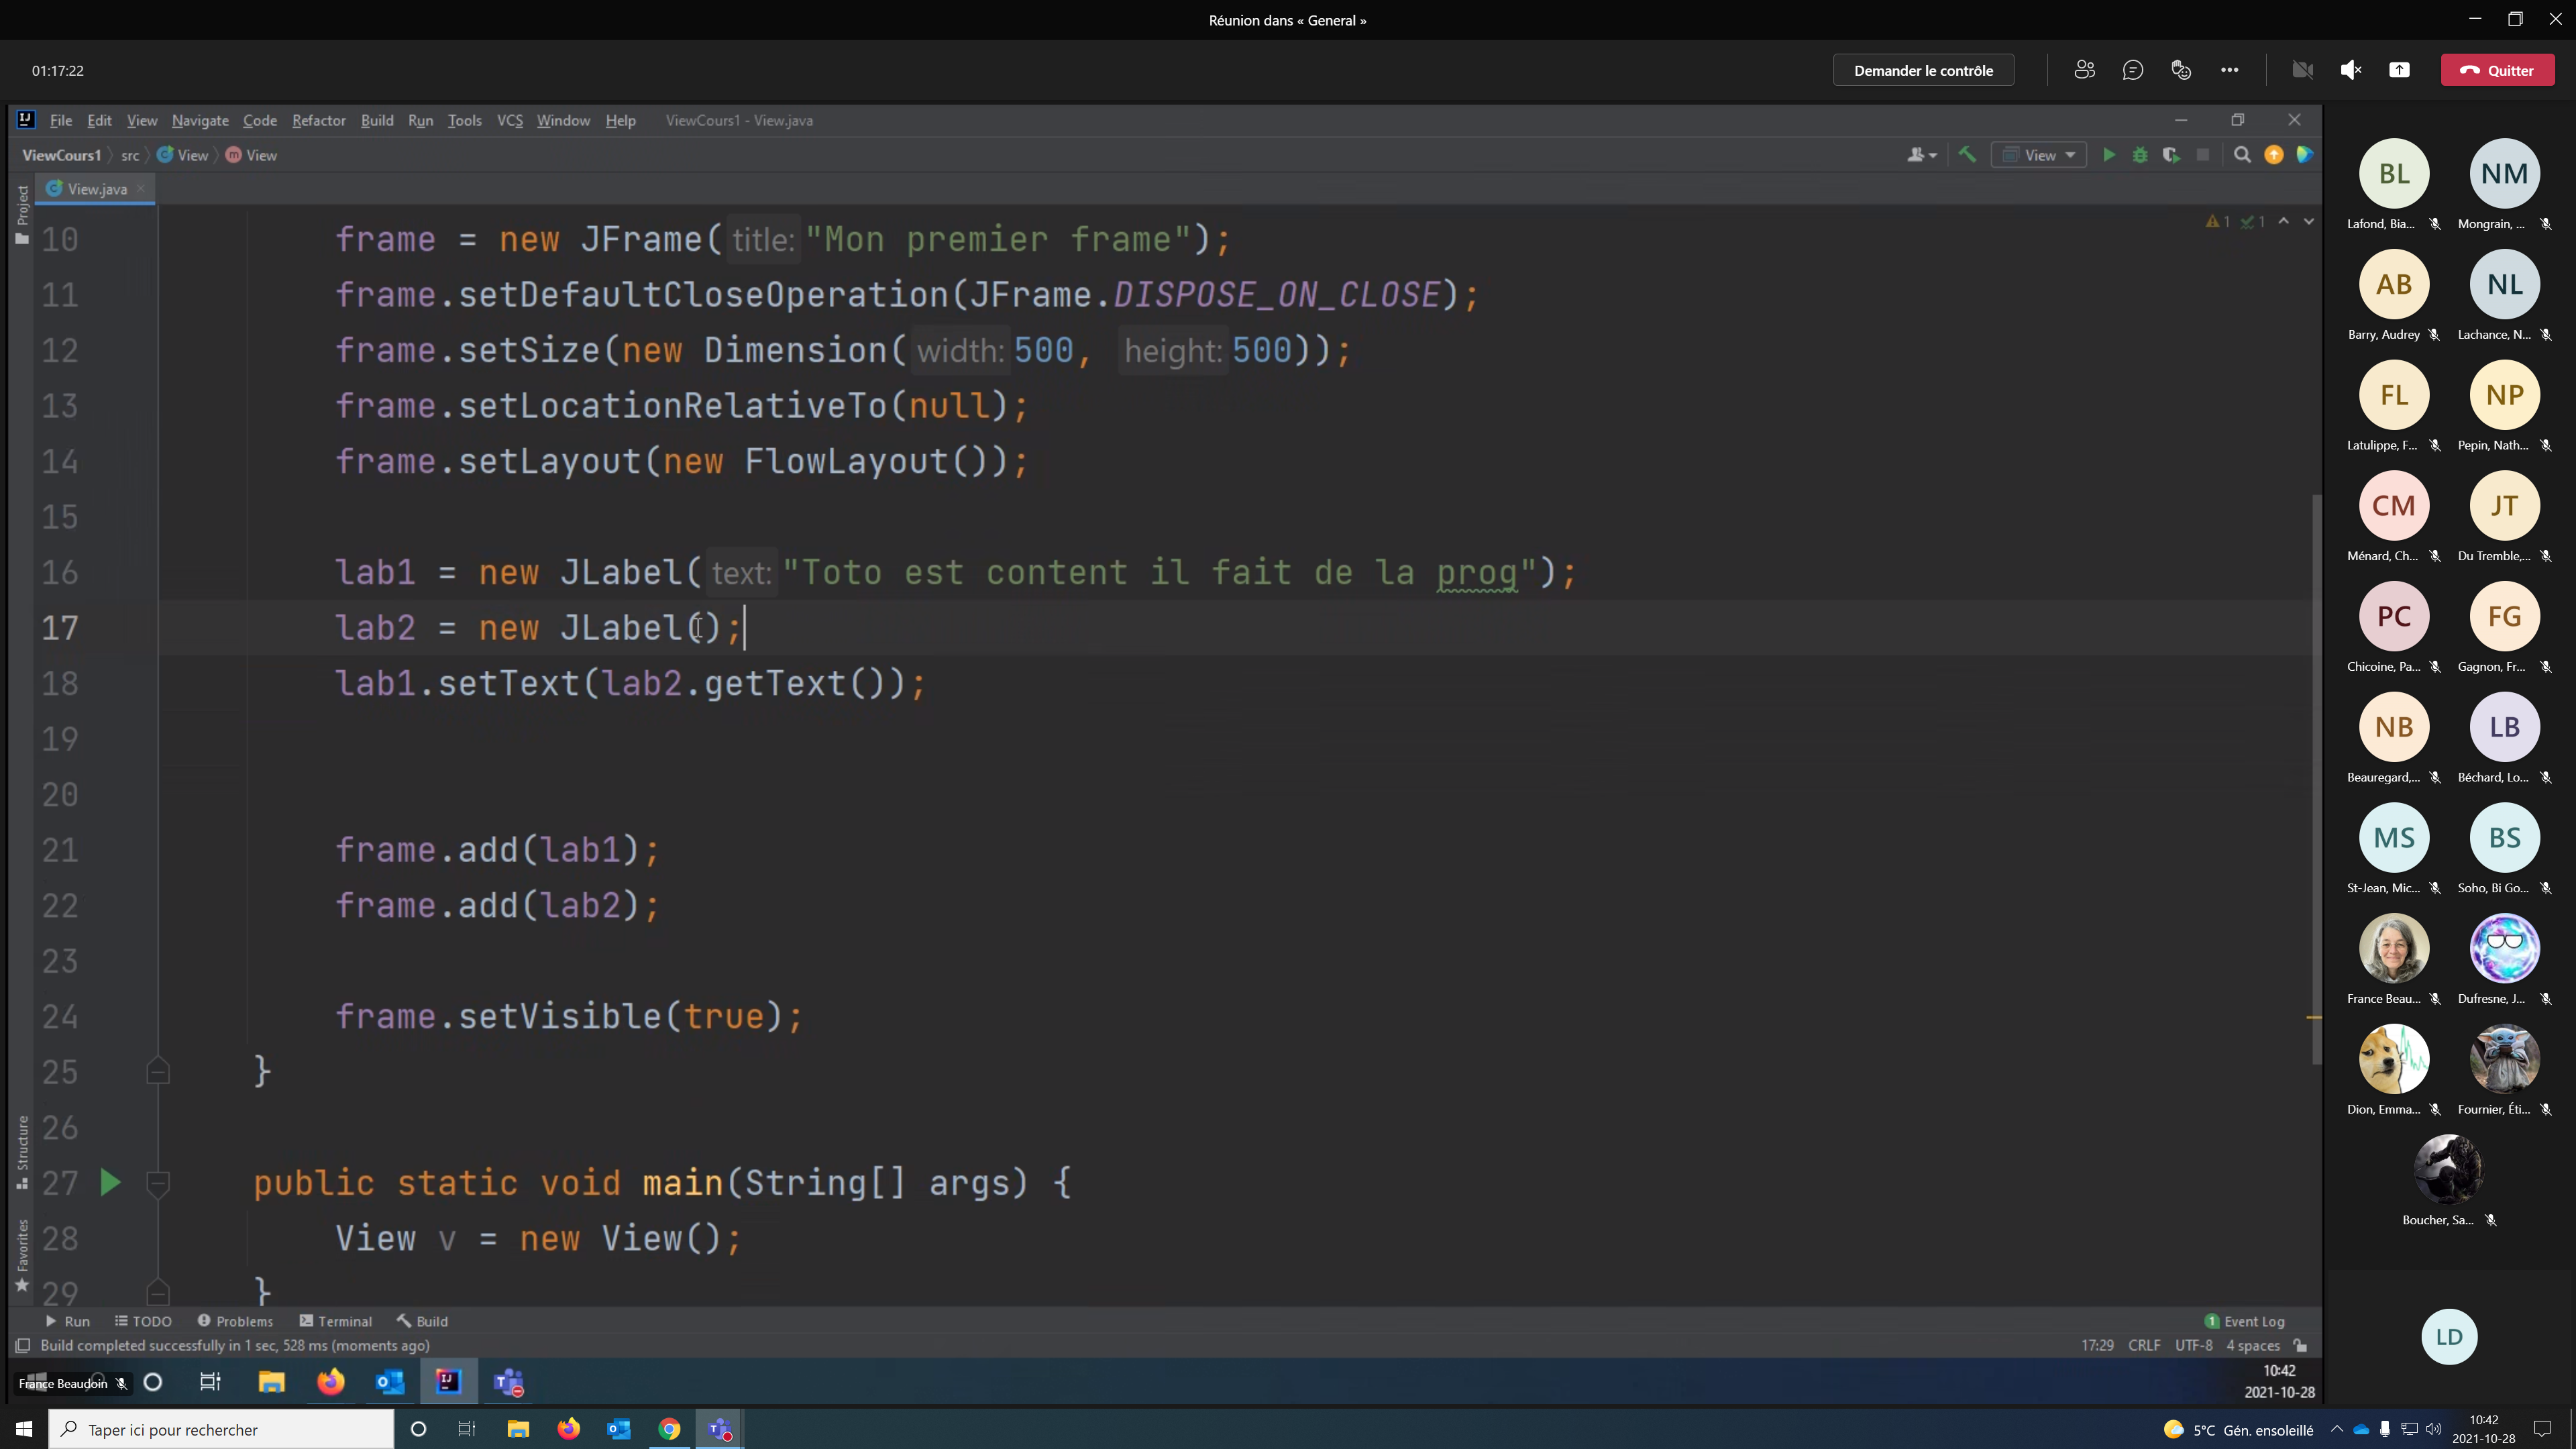 Réunion dans « General »
01:17:22
Demander le contrôle
Quitter
File Edit View Navigate Code Refactor Build Run Tools VCS Window Help ViewCours1 - View.java
ViewCours1 src View View
View
Project
View.java
1 1
10 frame = new JFrame( title: "Mon premier frame");
11 frame.setDefaultCloseOperation(JFrame.DISPOSE_ON_CLOSE);
12 frame.setSize(new Dimension( width: 500, height: 500));
13 frame.setLocationRelativeTo(null);
14 frame.setLayout(new FlowLayout());
15
16 lab1 = new JLabel( text: "Toto est content il fait de la prog");
17 lab2 = new JLabel();
18 lab1.setText(lab2.getText());
19
20
21 frame.add(lab1);
22 frame.add(lab2);
23
24 frame.setVisible(true);
25 }
26
27 public static void main(String[] args) {
28 View v = new View();
29 }
Structure
Favorites
Run TODO Problems Terminal Build
1 Event Log
Build completed successfully in 1 sec, 528 ms (moments ago)
17:29 CRLF UTF-8 4 spaces
France Beaudoin
10:42
2021-10-28
BL NM
Lafond, Bia... Mongrain, ...
AB NL
Barry, Audrey Lachance, N...
FL NP
Latulippe, F... Pepin, Nath...
CM JT
Ménard, Ch... Du Tremble,...
PC FG
Chicoine, Pa... Gagnon, Fr...
NB LB
Beauregard,... Béchard, Lo...
MS BS
St-Jean, Mic... Soho, Bi Go...
France Beau... Dufresne, J...
Dion, Emma... Fournier, Éti...
Boucher, Sa...
LD
Taper ici pour rechercher
5°C Gén. ensoleillé
10:42
2021-10-28